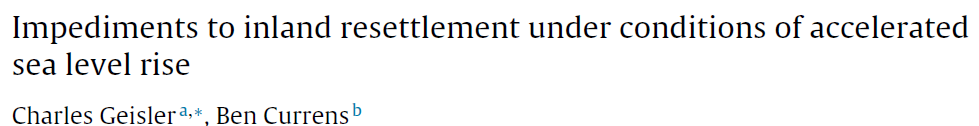 Impediments to inland resettlement under conditions of accelerated
sea level rise
Charles Geisler a,*, Ben Currens b